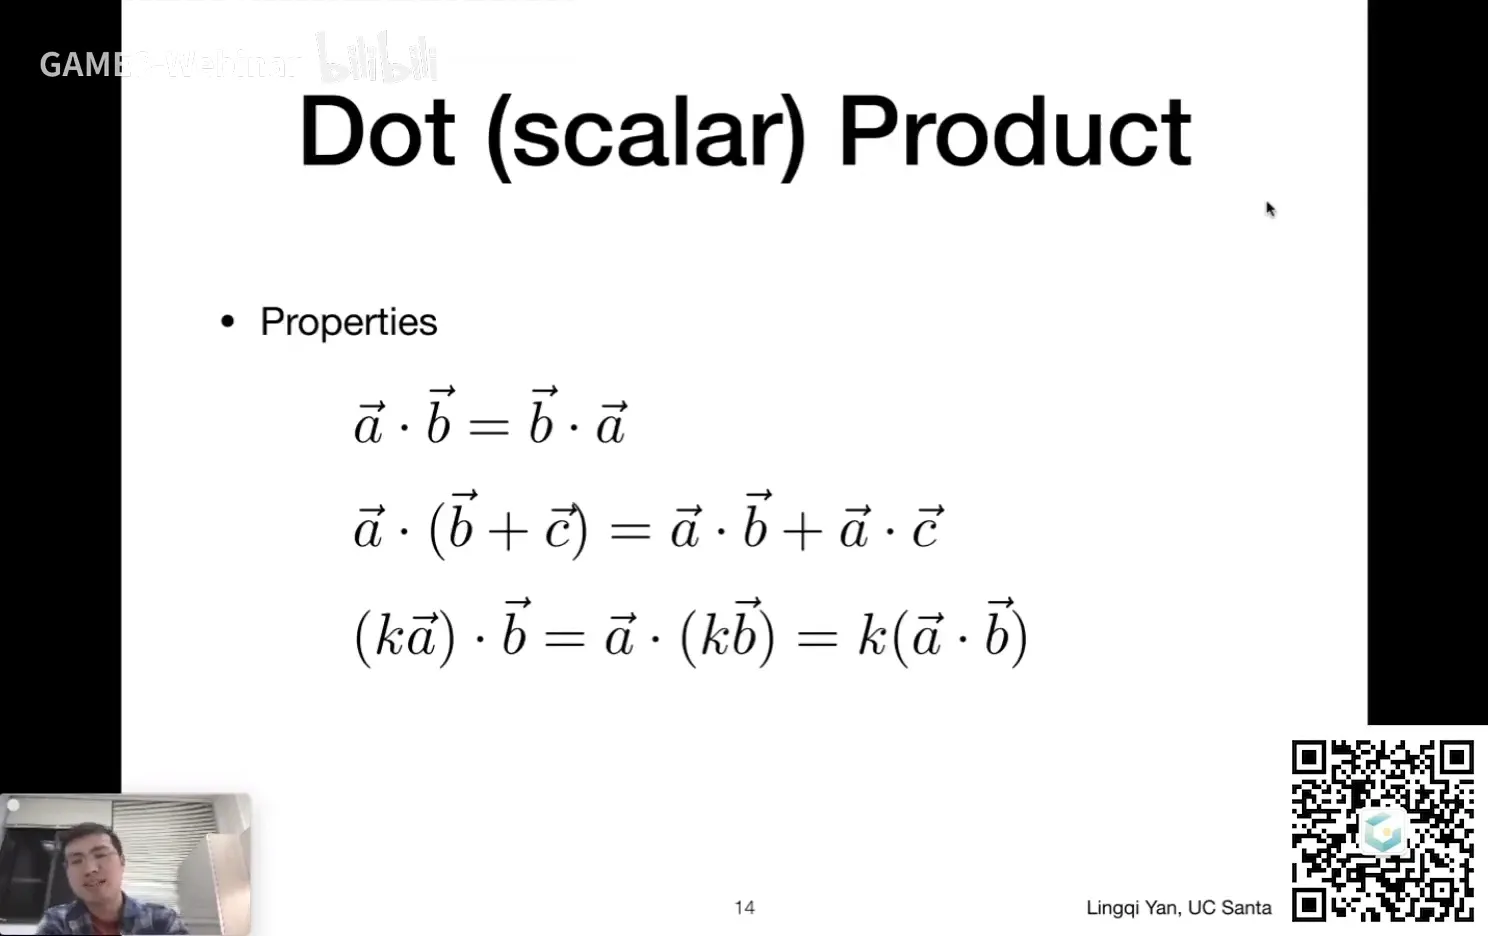 GAMES-Webinar bilibili
Dot (scalar) Product
• Properties
$\vec{a} \cdot \vec{b} = \vec{b} \cdot \vec{a}$
$\vec{a} \cdot (\vec{b} + \vec{c}) = \vec{a} \cdot \vec{b} + \vec{a} \cdot \vec{c}$
$(k\vec{a}) \cdot \vec{b} = \vec{a} \cdot (k\vec{b}) = k(\vec{a} \cdot \vec{b})$
14
Lingqi Yan, UC Santa